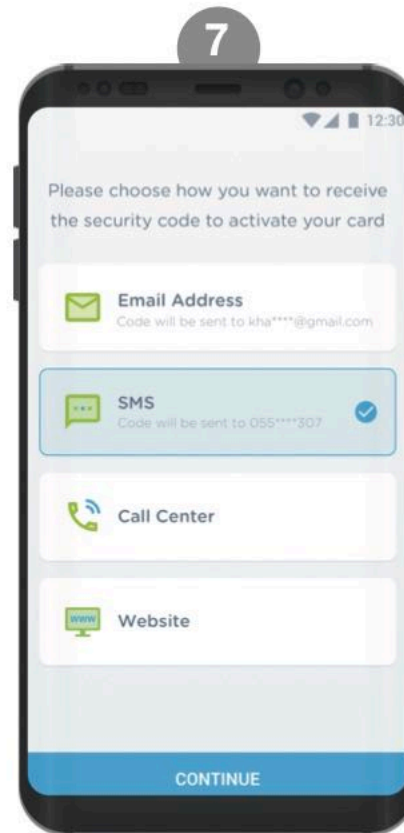 7
12:30
Please choose how you want to receive
the security code to activate your card
Email Address
Code will be sent to kha****@gmail.com
SMS
Code will be sent to 055****307
Call Center
www
Website
CONTINUE